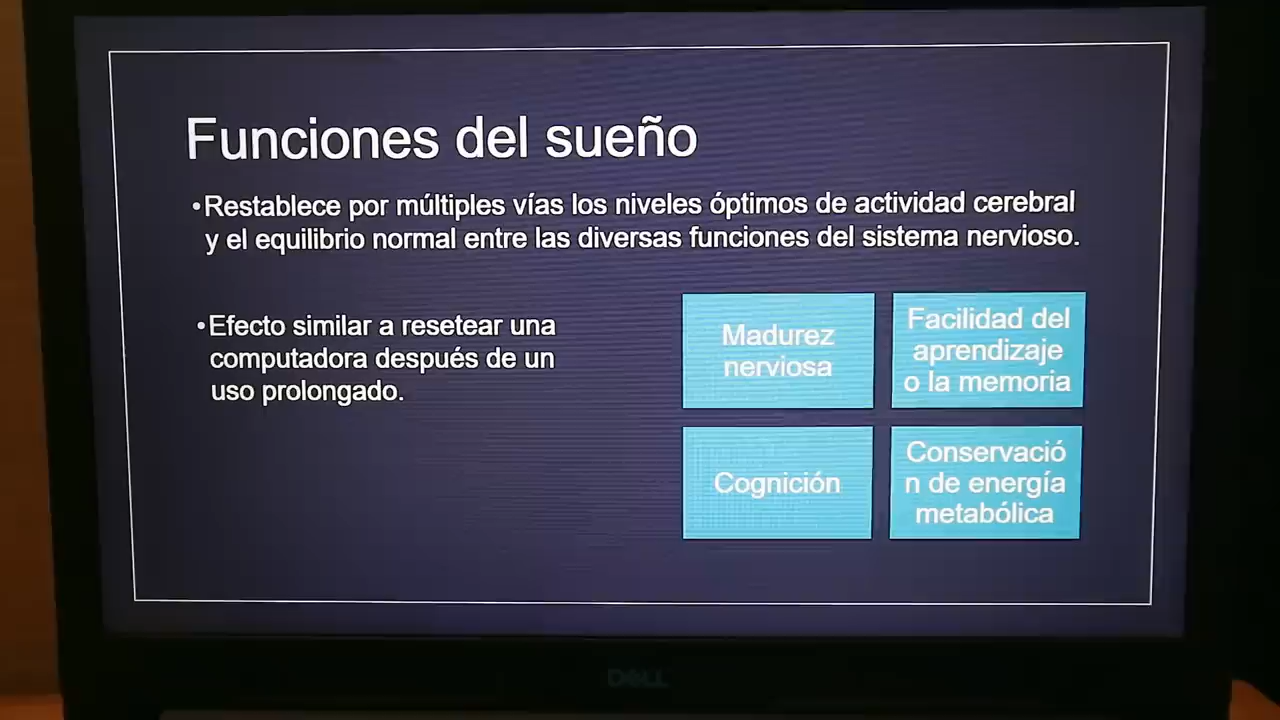 Funciones del sueño
•Restablece por múltiples vías los niveles óptimos de actividad cerebral
y el equilibrio normal entre las diversas funciones del sistema nervioso.
•Efecto similar a resetear una
computadora después de un
uso prolongado.
Madurez
nerviosa
Facilidad del
aprendizaje
o la memoria
Cognición
Conservació
n de energía
metabólica
DELL